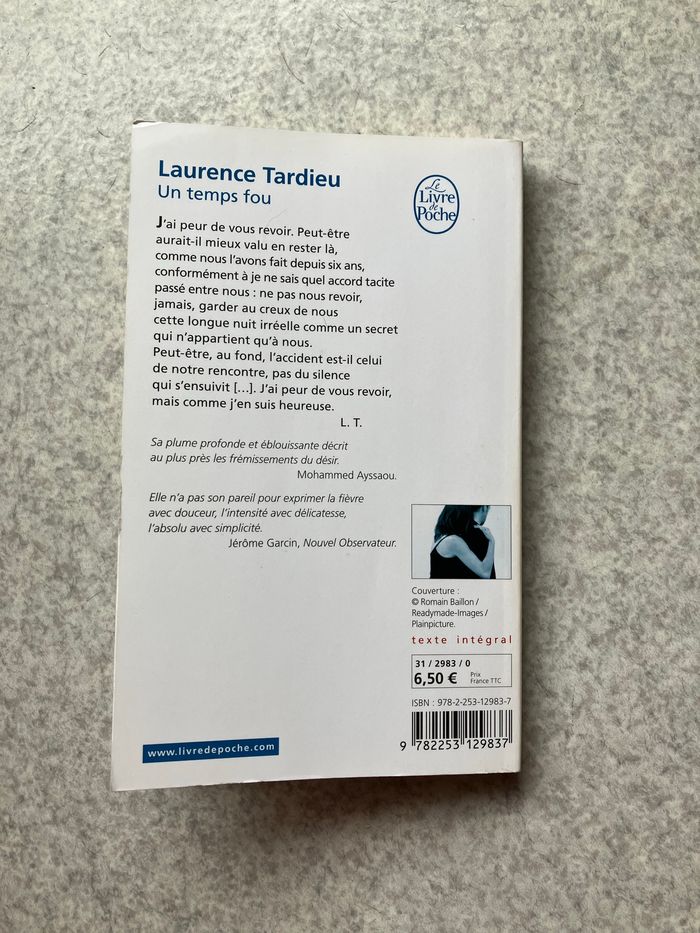 Laurence Tardieu
Un temps fou
Le
Livre
de
Poche
J'ai peur de vous revoir. Peut-être
aurait-il mieux valu en rester là,
comme nous l'avons fait depuis six ans,
conformément à je ne sais quel accord tacite
passé entre nous : ne pas nous revoir,
jamais, garder au creux de nous
cette longue nuit irréelle comme un secret
qui n'appartient qu'à nous.
Peut-être, au fond, l'accident est-il celui
de notre rencontre, pas du silence
qui s'ensuivit [...]. J'ai peur de vous revoir,
mais comme j'en suis heureuse.
L. T.
Sa plume profonde et éblouissante décrit
au plus près les frémissements du désir.
Mohammed Ayssaou.
Elle n'a pas son pareil pour exprimer la fièvre
avec douceur, l'intensité avec délicatesse,
l'absolu avec simplicité.
Jérôme Garcin, Nouvel Observateur.
Couverture :
© Romain Baillon /
Readymade-Images /
Plainpicture.
texte intégral
31 / 2983 / 0
6,50 € Prix
France TTC
ISBN : 978-2-253-12983-7
9 782253 129837
www.livredepoche.com